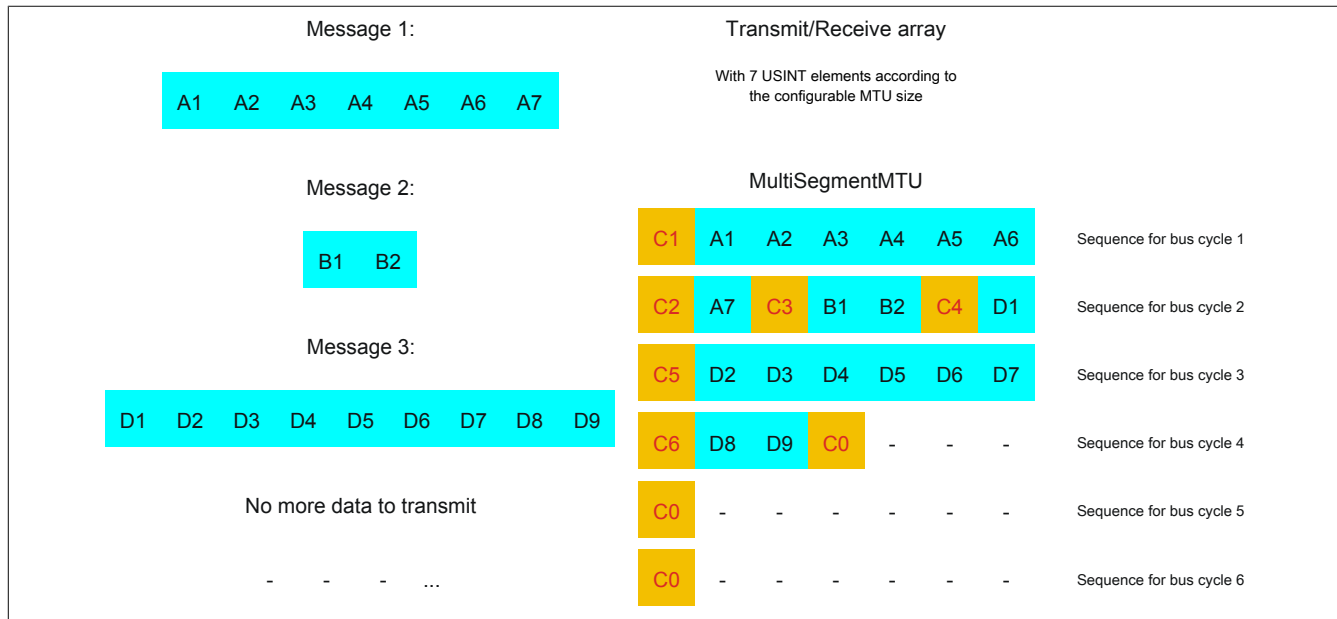 Message 1:
A1 A2 A3 A4 A5 A6 A7
Message 2:
B1 B2
Message 3:
D1 D2 D3 D4 D5 D6 D7 D8 D9
No more data to transmit
- - - ...
Transmit/Receive array
With 7 USINT elements according to
the configurable MTU size
MultiSegmentMTU
C1 A1 A2 A3 A4 A5 A6 Sequence for bus cycle 1
C2 A7 C3 B1 B2 C4 D1 Sequence for bus cycle 2
C5 D2 D3 D4 D5 D6 D7 Sequence for bus cycle 3
C6 D8 D9 C0 - - - Sequence for bus cycle 4
C0 - - - - - - Sequence for bus cycle 5
C0 - - - - - - Sequence for bus cycle 6